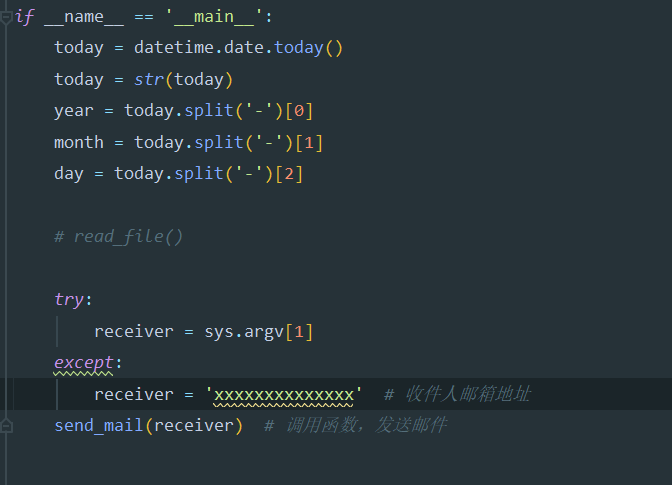 if __name__ == '__main__':
    today = datetime.date.today()
    today = str(today)
    year = today.split('-')[0]
    month = today.split('-')[1]
    day = today.split('-')[2]

    # read_file()

    try:
        receiver = sys.argv[1]
    except:
        receiver = 'xxxxxxxxxxxxxx'  # 收件人邮箱地址
    send_mail(receiver)  # 调用函数，发送邮件